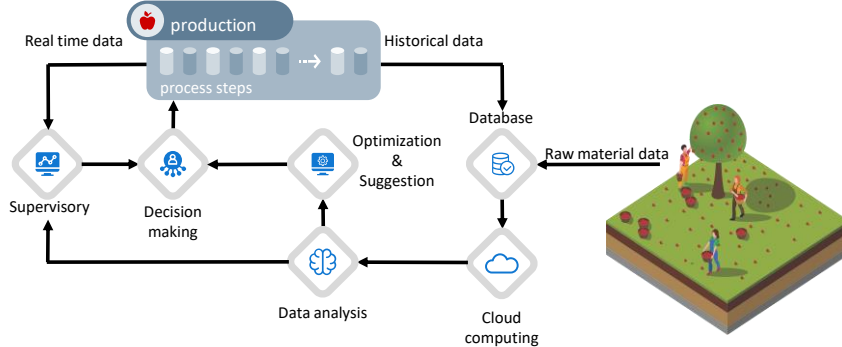 production
Real time data
Historical data
process steps
Database
Optimization
&
Suggestion
Raw material data
Supervisory
Decision
making
Data analysis
Cloud
computing